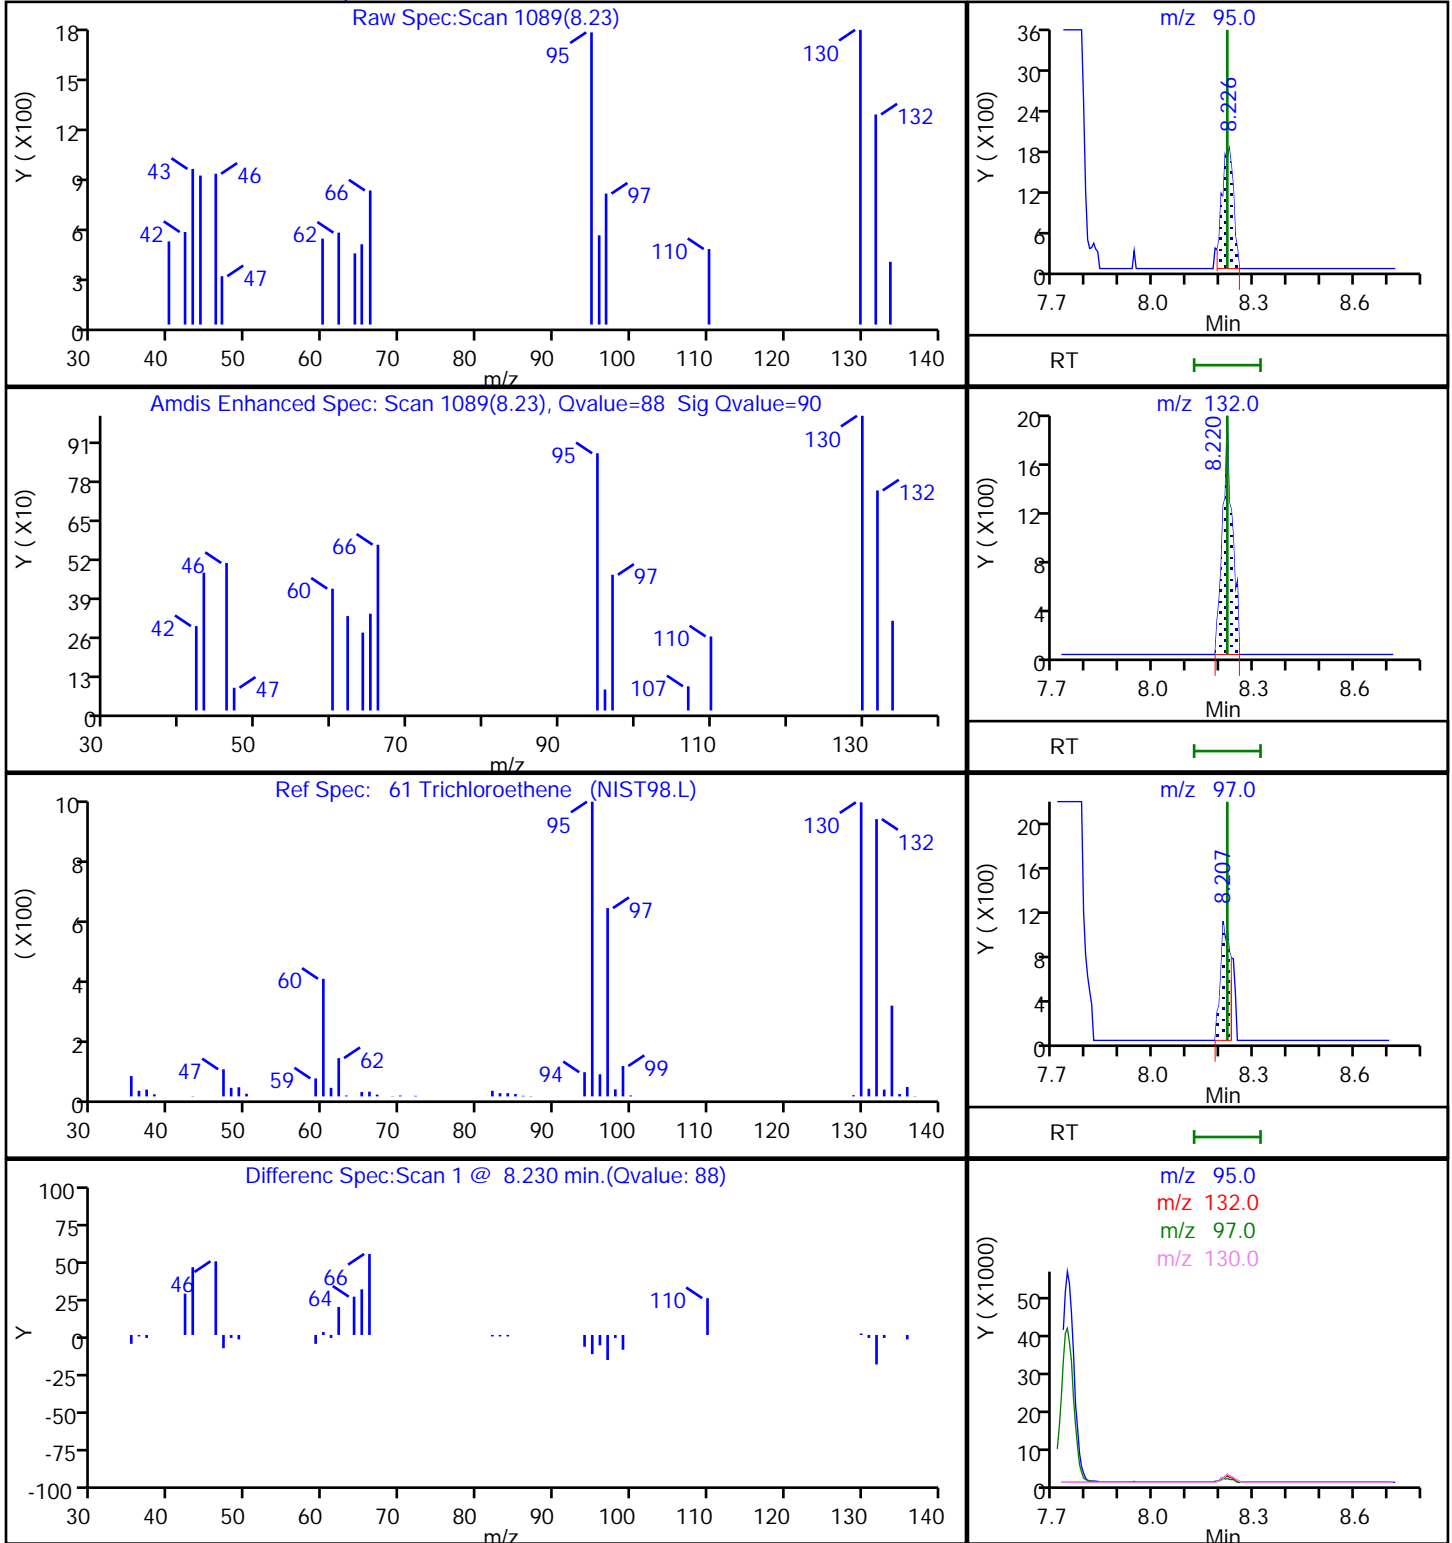 Raw Spec:Scan 1089(8.23)
Y ( X100)
18
15
12
9
6
3
0
43
42
46
47
62
66
95
97
110
130
132
30 40 50 60 70 80 90 100 110 120 130 140
m/z
m/z 95.0
Y ( X100)
36
30
24
18
12
6
0
8.226
7.7 8.0 8.3 8.6
Min
RT
Amdis Enhanced Spec: Scan 1089(8.23), Qvalue=88 Sig Qvalue=90
Y ( X10)
91
78
65
52
39
26
13
0
42
46
47
60
66
95
97
107
110
130
132
30 50 70 90 110 130
m/z
m/z 132.0
Y ( X100)
20
16
12
8
4
0
8.220
7.7 8.0 8.3 8.6
Min
RT
Ref Spec: 61 Trichloroethene (NIST98.L)
( X100)
10
8
6
4
2
0
47
59
60
62
94
95
97
99
130
132
30 40 50 60 70 80 90 100 110 120 130 140
m/z 97.0
Y ( X100)
20
16
12
8
4
0
8.207
7.7 8.0 8.3 8.6
Min
RT
Differenc Spec:Scan 1 @ 8.230 min.(Qvalue: 88)
Y
100
75
50
25
0
-25
-50
-75
-100
46
64
66
110
30 40 50 60 70 80 90 100 110 120 130 140
m/z
m/z 95.0
m/z 132.0
m/z 97.0
m/z 130.0
Y ( X1000)
50
40
30
20
10
0
7.7 8.0 8.3 8.6
Min